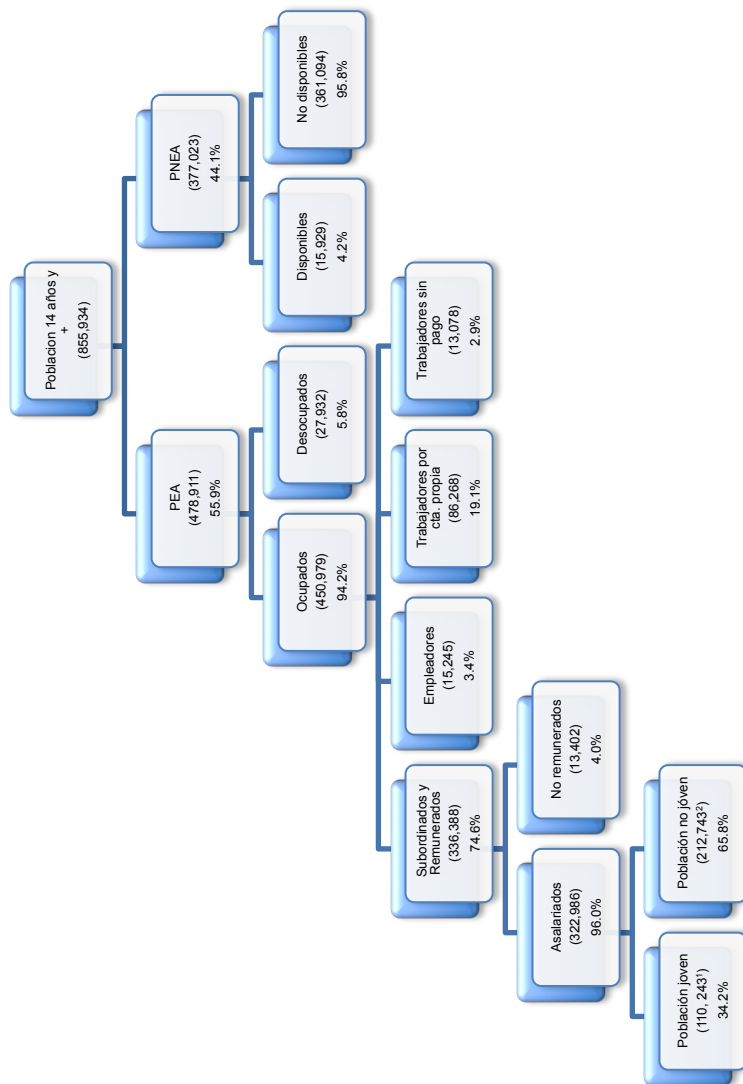 Poblacion 14 años y
+
(855,934)
PEA
(478,911)
55.9%
PNEA
(377,023)
44.1%
Ocupados
(450,979)
94.2%
Desocupados
(27,932)
5.8%
Disponibles
(15,929)
4.2%
No disponibles
(361,094)
95.8%
Subordinados y
Remunerados
(336,388)
74.6%
Empleadores
(15,245)
3.4%
Trabajadores por
cta. propia
(86,268)
19.1%
Trabajadores sin
pago
(13,078)
2.9%
Asalariados
(322,986)
96.0%
No remunerados
(13,402)
4.0%
Población joven
(110, 243¹)
34.2%
Población no jóven
(212,743²)
65.8%